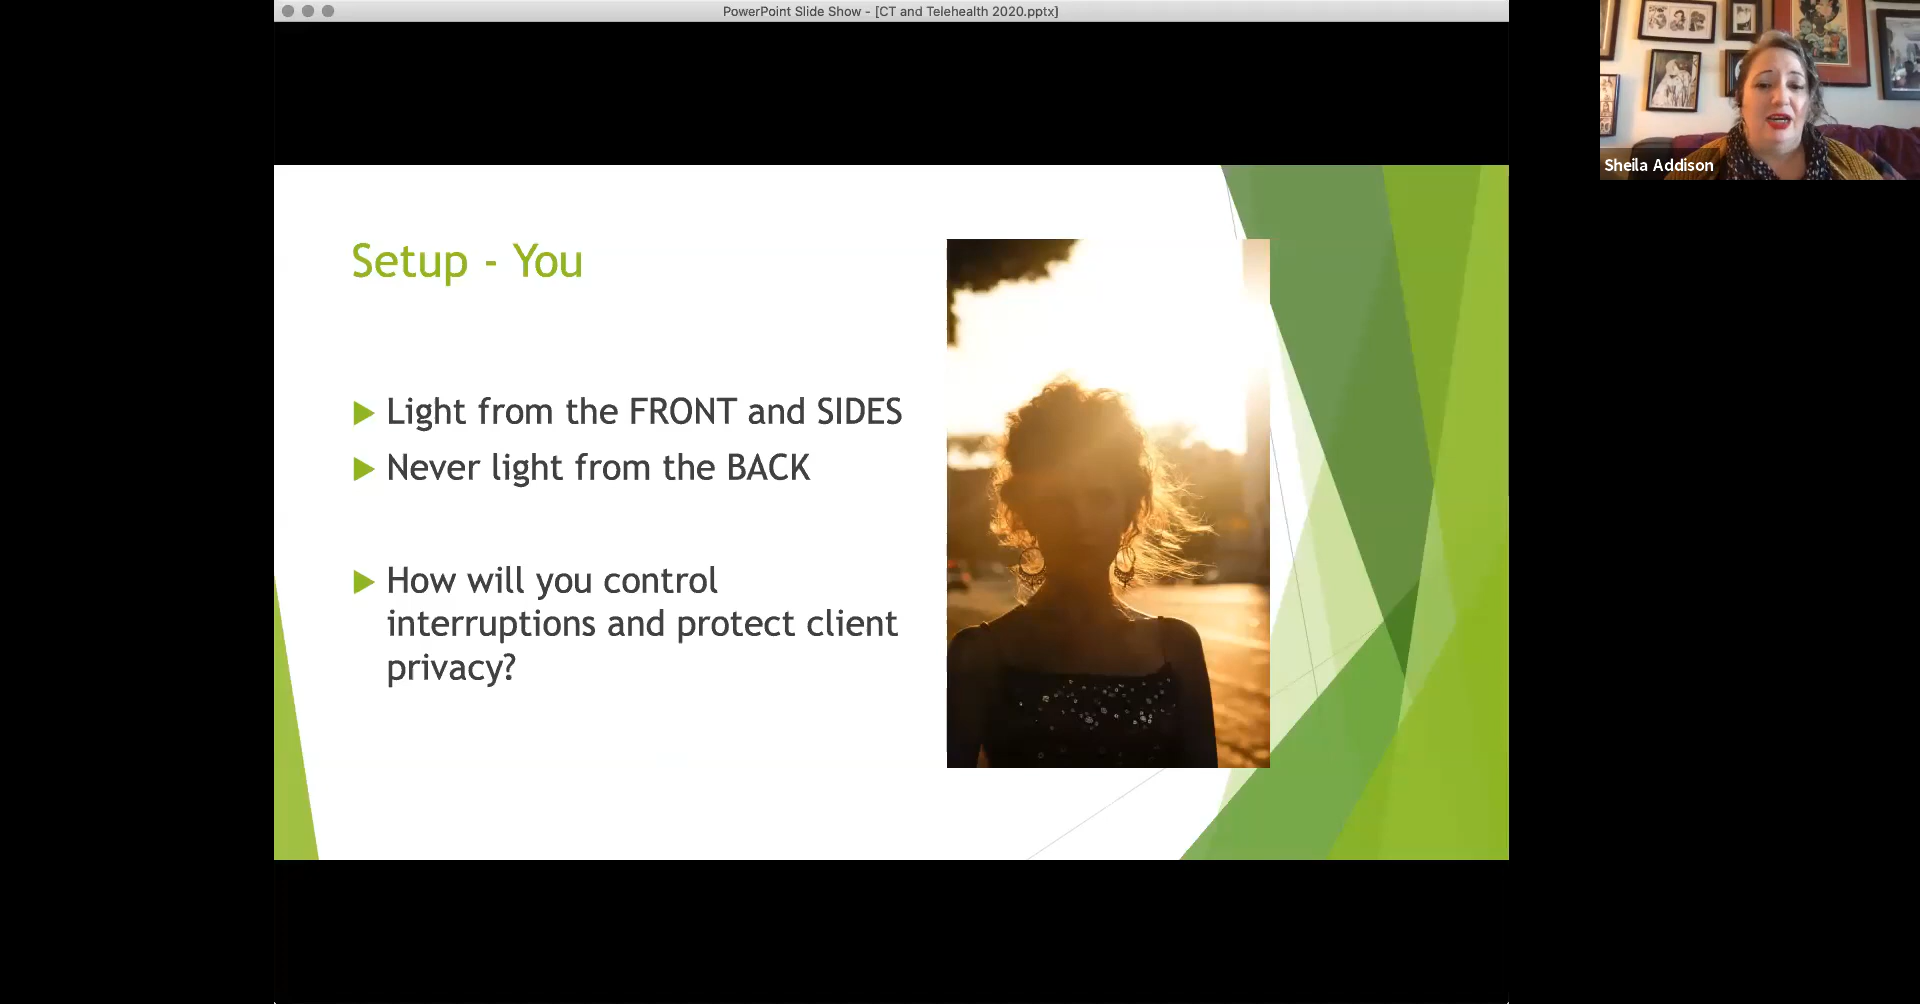 PowerPoint Slide Show - [CT and Telehealth 2020.pptx]
Sheila Addison
Setup - You
Light from the FRONT and SIDES
Never light from the BACK
How will you control
interruptions and protect client
privacy?